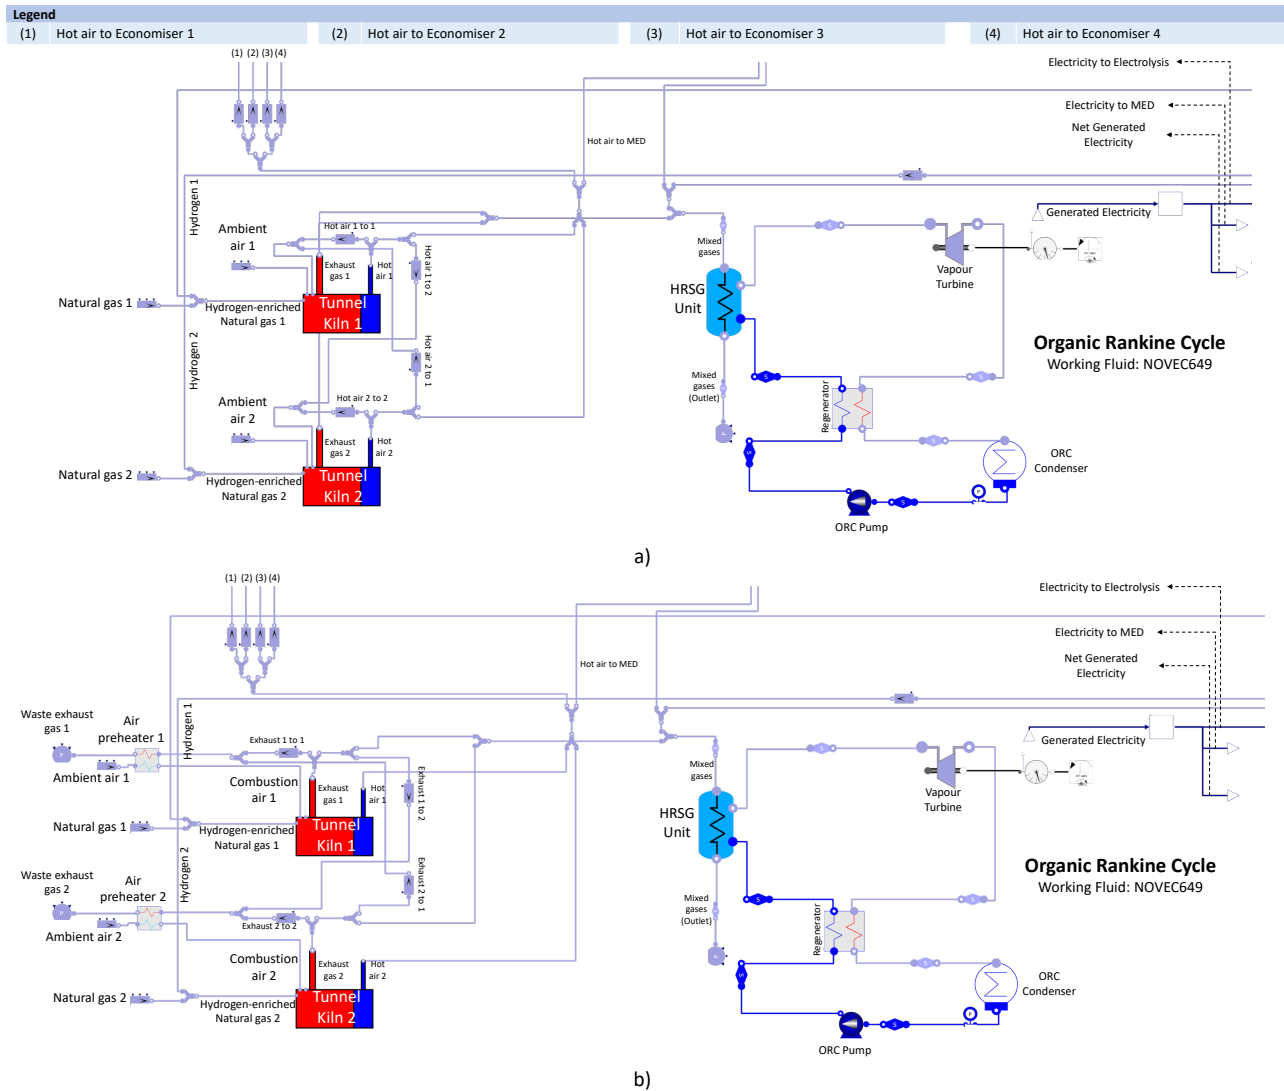 Legend
(1) Hot air to Economiser 1 (2) Hot air to Economiser 2 (3) Hot air to Economiser 3 (4) Hot air to Economiser 4
(1) (2) (3) (4)
Electricity to Electrolysis
Electricity to MED
Net Generated
Electricity
Hot air to MED
Hydrogen 1
Generated Electricity
Ambient
air 1
Hot air 1 to 1
Hot air 1 to 2
Exhaust
gas 1
Hot
air 1
Mixed
gases
Vapour
Turbine
HRSG
Unit
Natural gas 1
Hydrogen-enriched
Natural gas 1
Tunnel
Kiln 1
Organic Rankine Cycle
Working Fluid: NOVEC649
Hydrogen 2
Hot air 2 to 1
Mixed
gases
(Outlet)
Regenerator
Ambient
air 2
Hot air 2 to 2
Exhaust
gas 2
Hot
air 2
ORC
Condenser
Natural gas 2
Hydrogen-enriched
Natural gas 2
Tunnel
Kiln 2
P
ORC Pump
a)
(1) (2) (3) (4)
Electricity to Electrolysis
Electricity to MED
Net Generated
Electricity
Hot air to MED
Hydrogen 1
Waste exhaust
gas 1
Air
preheater 1
Exhaust 1 to 1
Generated Electricity
Ambient air 1
Combustion
air 1
Exhaust
gas 1
Hot
air 1
Exhaust 1 to 2
Mixed
gases
Vapour
Turbine
HRSG
Unit
Natural gas 1
Hydrogen-enriched
Natural gas 1
Tunnel
Kiln 1
Organic Rankine Cycle
Working Fluid: NOVEC649
Hydrogen 2
Waste exhaust
gas 2
Air
preheater 2
Exhaust 2 to 1
Exhaust 2 to 2
Mixed
gases
(Outlet)
Regenerator
Ambient air 2
Combustion
air 2
Exhaust
gas 2
Hot
air 2
ORC
Condenser
Natural gas 2
Hydrogen-enriched
Natural gas 2
Tunnel
Kiln 2
P
ORC Pump
b)